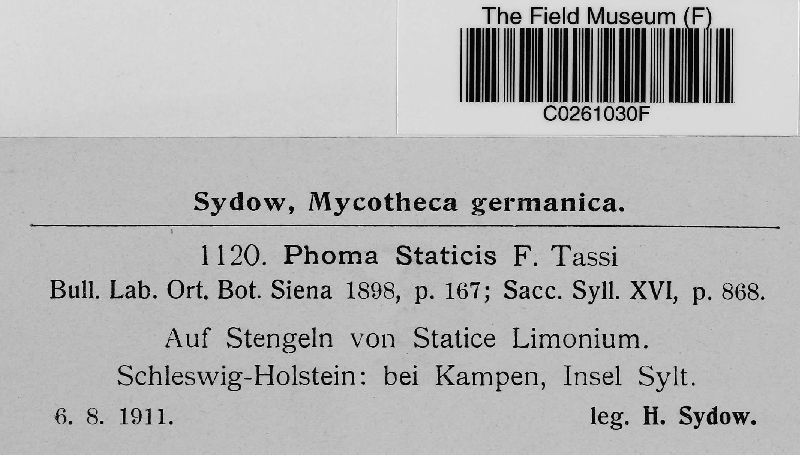 The Field Museum (F)
C0261030F
Sydow, Mycotheca germanica.
1120. Phoma Staticis F. Tassi
Bull. Lab. Ort. Bot. Siena 1898, p. 167; Sacc. Syll. XVI, p. 868.
Auf Stengeln von Statice Limonium.
Schleswig-Holstein: bei Kampen, Insel Sylt.
6. 8. 1911. leg. H. Sydow.